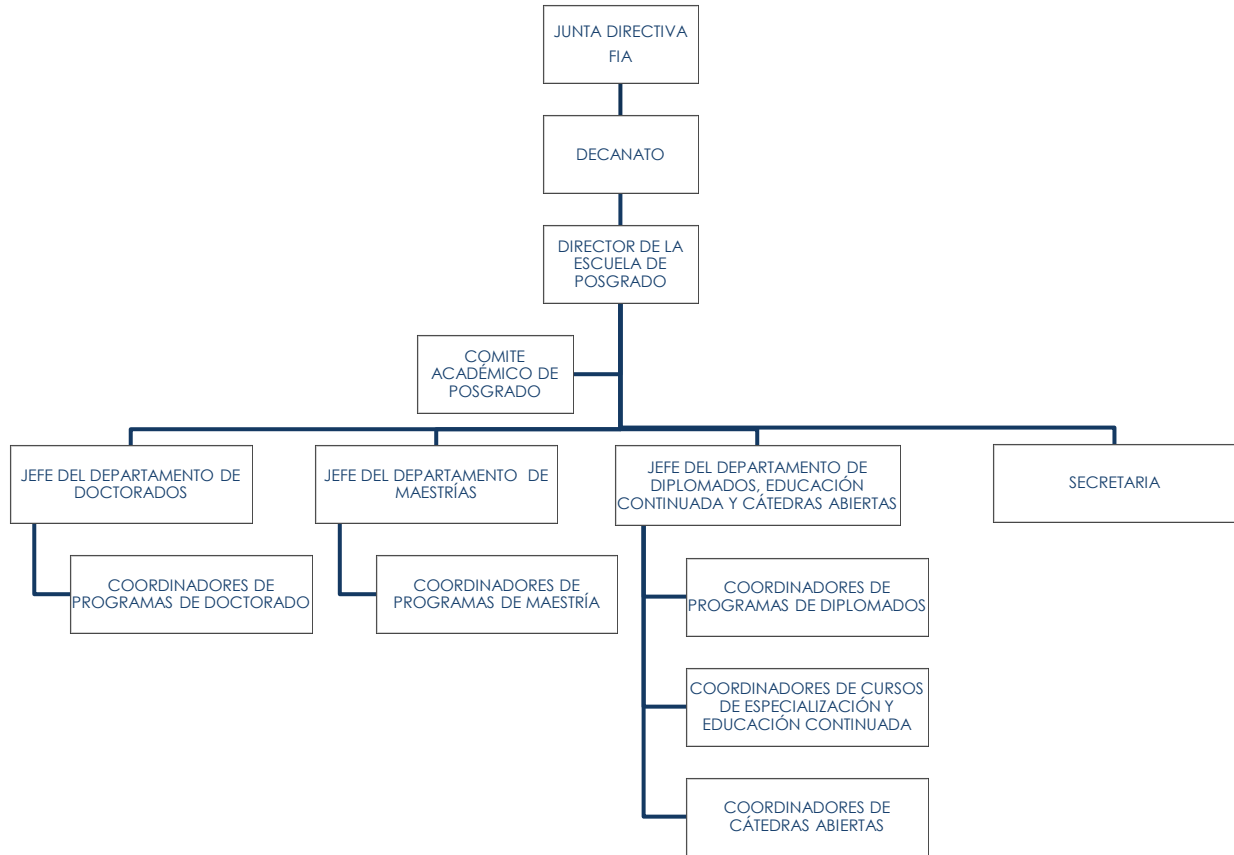 JUNTA DIRECTIVA
FIA
DECANATO
DIRECTOR DE LA
ESCUELA DE
POSGRADO
COMITE
ACADÉMICO DE
POSGRADO
JEFE DEL DEPARTAMENTO DE
DOCTORADOS
JEFE DEL DEPARTAMENTO DE
MAESTRÍAS
JEFE DEL DEPARTAMENTO DE
DIPLOMADOS, EDUCACIÓN
CONTINUADA Y CÁTEDRAS ABIERTAS
SECRETARIA
COORDINADORES DE
PROGRAMAS DE DOCTORADO
COORDINADORES DE
PROGRAMAS DE MAESTRÍA
COORDINADORES DE
PROGRAMAS DE DIPLOMADOS
COORDINADORES DE CURSOS
DE ESPECIALIZACIÓN Y
EDUCACIÓN CONTINUADA
COORDINADORES DE
CÁTEDRAS ABIERTAS